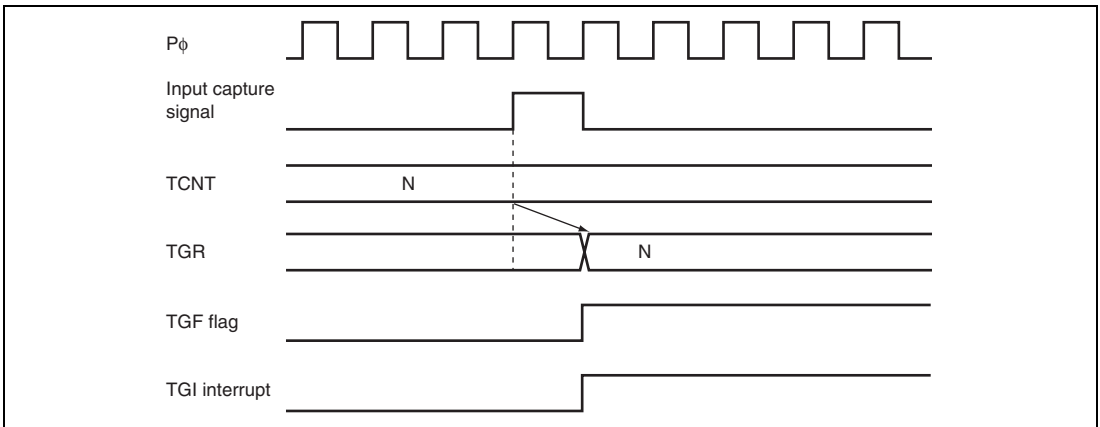 Pϕ
Input capture
signal
TCNT
N
TGR
N
TGF flag
TGI interrupt